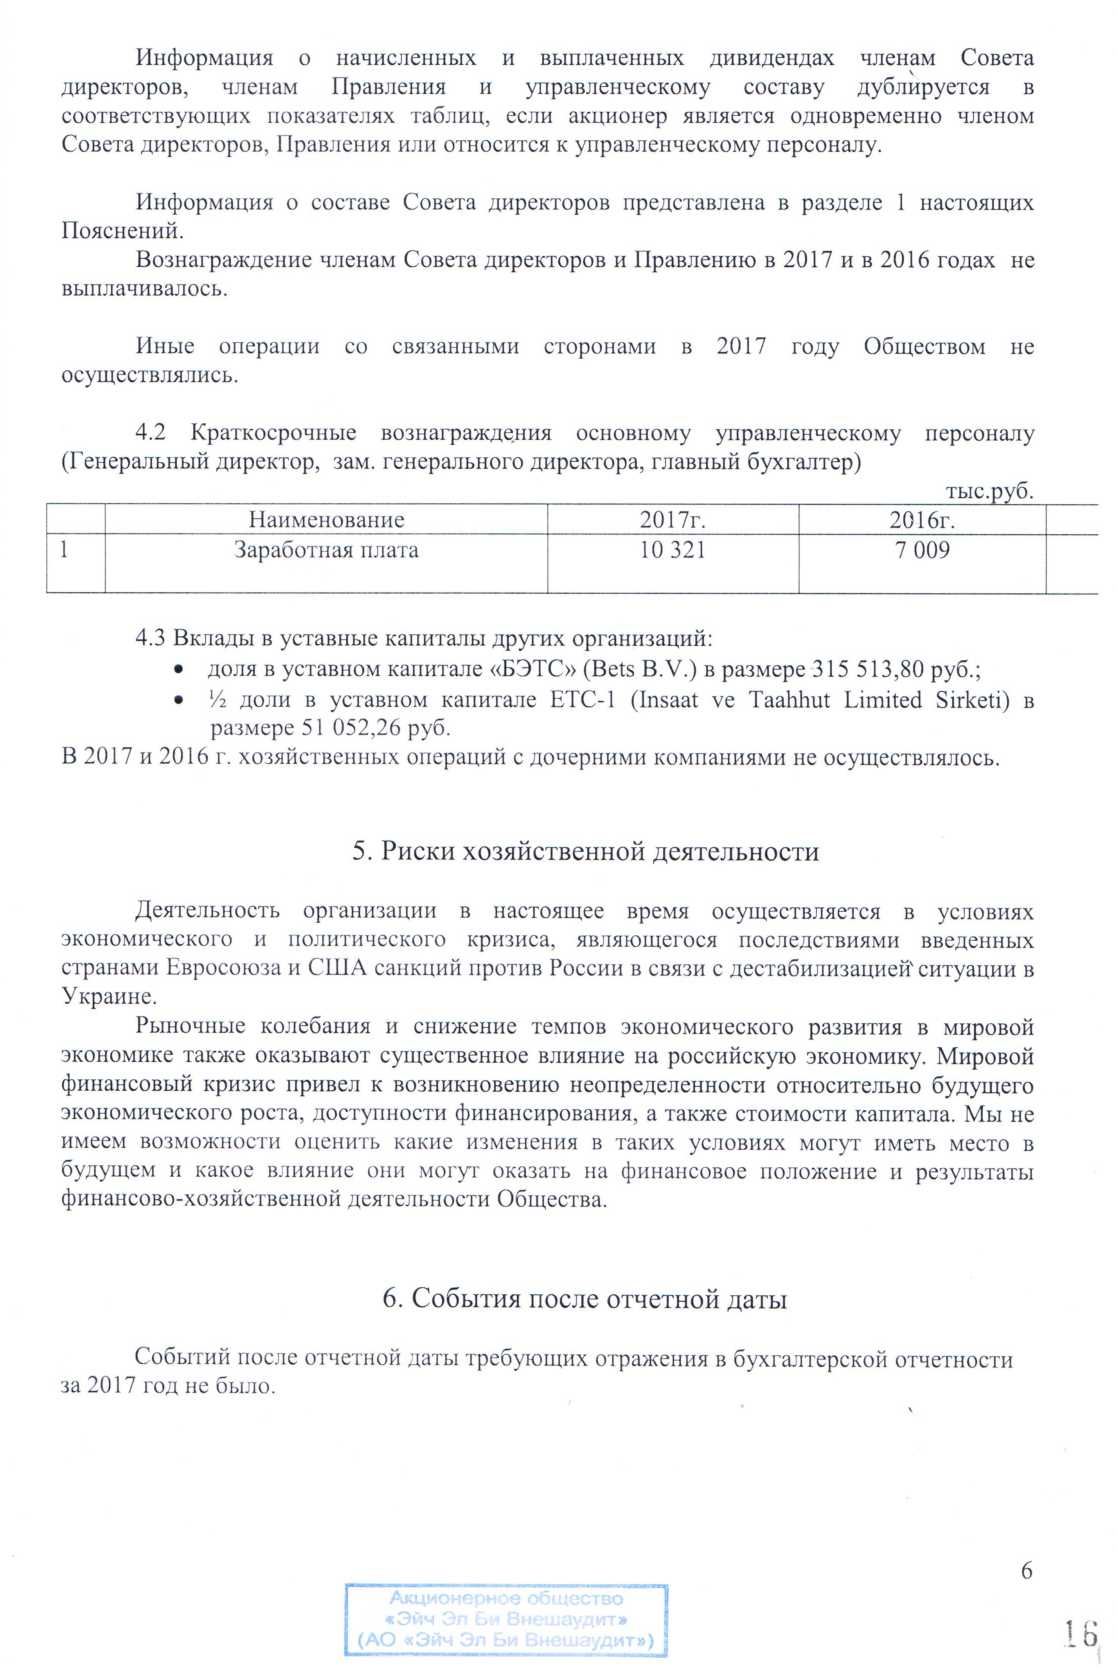 Информация о начисленных и выплаченных дивидендах членам Совета
директоров, членам Правления и управленческому составу дублируется в
соответствующих показателях таблиц, если акционер является одновременно членом
Совета директоров, Правления или относится к управленческому персоналу.
Информация о составе Совета директоров представлена в разделе 1 настоящих
Пояснений.
Вознаграждение членам Совета директоров и Правлению в 2017 и в 2016 годах не
выплачивалось.
Иные операции со связанными сторонами в 2017 году Обществом не
осуществлялись.
4.2 Краткосрочные вознаграждения основному управленческому персоналу
(Генеральный директор, зам. генерального директора, главный бухгалтер)
тыс.руб.
Наименование 2017г. 2016г.
1 Заработная плата 10 321 7 009
4.3 Вклады в уставные капиталы других организаций:
• доля в уставном капитале «БЭТС» (Bets B.V.) в размере 315 513,80 руб.;
• ½ доли в уставном капитале ЕТС-1 (Insaat ve Taahhut Limited Sirketi) в
размере 51 052,26 руб.
В 2017 и 2016 г. хозяйственных операций с дочерними компаниями не осуществлялось.
5. Риски хозяйственной деятельности
Деятельность организации в настоящее время осуществляется в условиях
экономического и политического кризиса, являющегося последствиями введенных
странами Евросоюза и США санкций против России в связи с дестабилизацией ситуации в
Украине.
Рыночные колебания и снижение темпов экономического развития в мировой
экономике также оказывают существенное влияние на российскую экономику. Мировой
финансовый кризис привел к возникновению неопределенности относительно будущего
экономического роста, доступности финансирования, а также стоимости капитала. Мы не
имеем возможности оценить какие изменения в таких условиях могут иметь место в
будущем и какое влияние они могут оказать на финансовое положение и результаты
финансово-хозяйственной деятельности Общества.
6. События после отчетной даты
Событий после отчетной даты требующих отражения в бухгалтерской отчетности
за 2017 год не было.
6
Акционерное общество
«Эйч Эл Би Внешаудит»
(АО «Эйч Эл Би Внешаудит»)
16